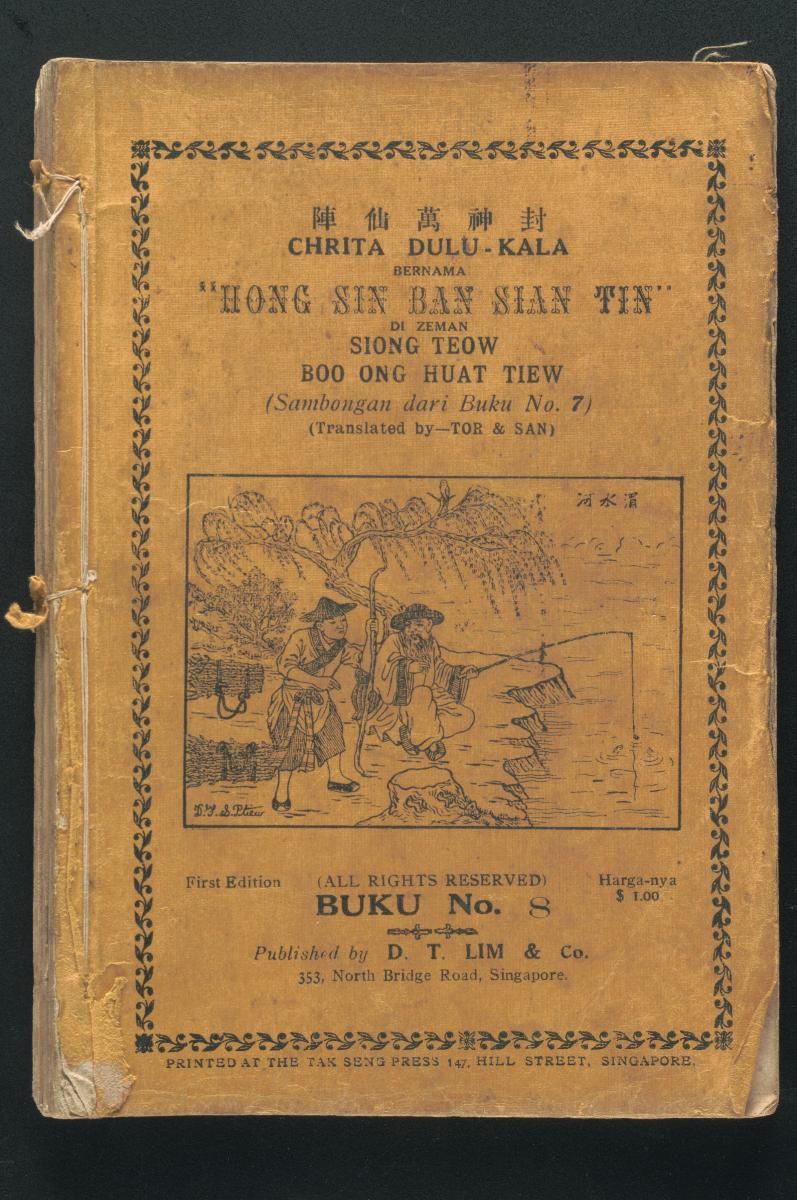 陣仙萬神封
CHRITA DULU-KALA
BERNAMA
"HONG SIN BAN SIAN TIN"
DI ZEMAN
SIONG TEOW
BOO ONG HUAT TIEW
(Sambongan dari Buku No. 7)
(Translated by—TOR & SAN)
河水渭
First Edition (ALL RIGHTS RESERVED) Harga-nya
$ 1.00
BUKU No. 8
Published by D. T. LIM & Co.
353, North Bridge Road, Singapore.
PRINTED AT THE TAK SENG PRESS 147, HILL STREET, SINGAPORE.